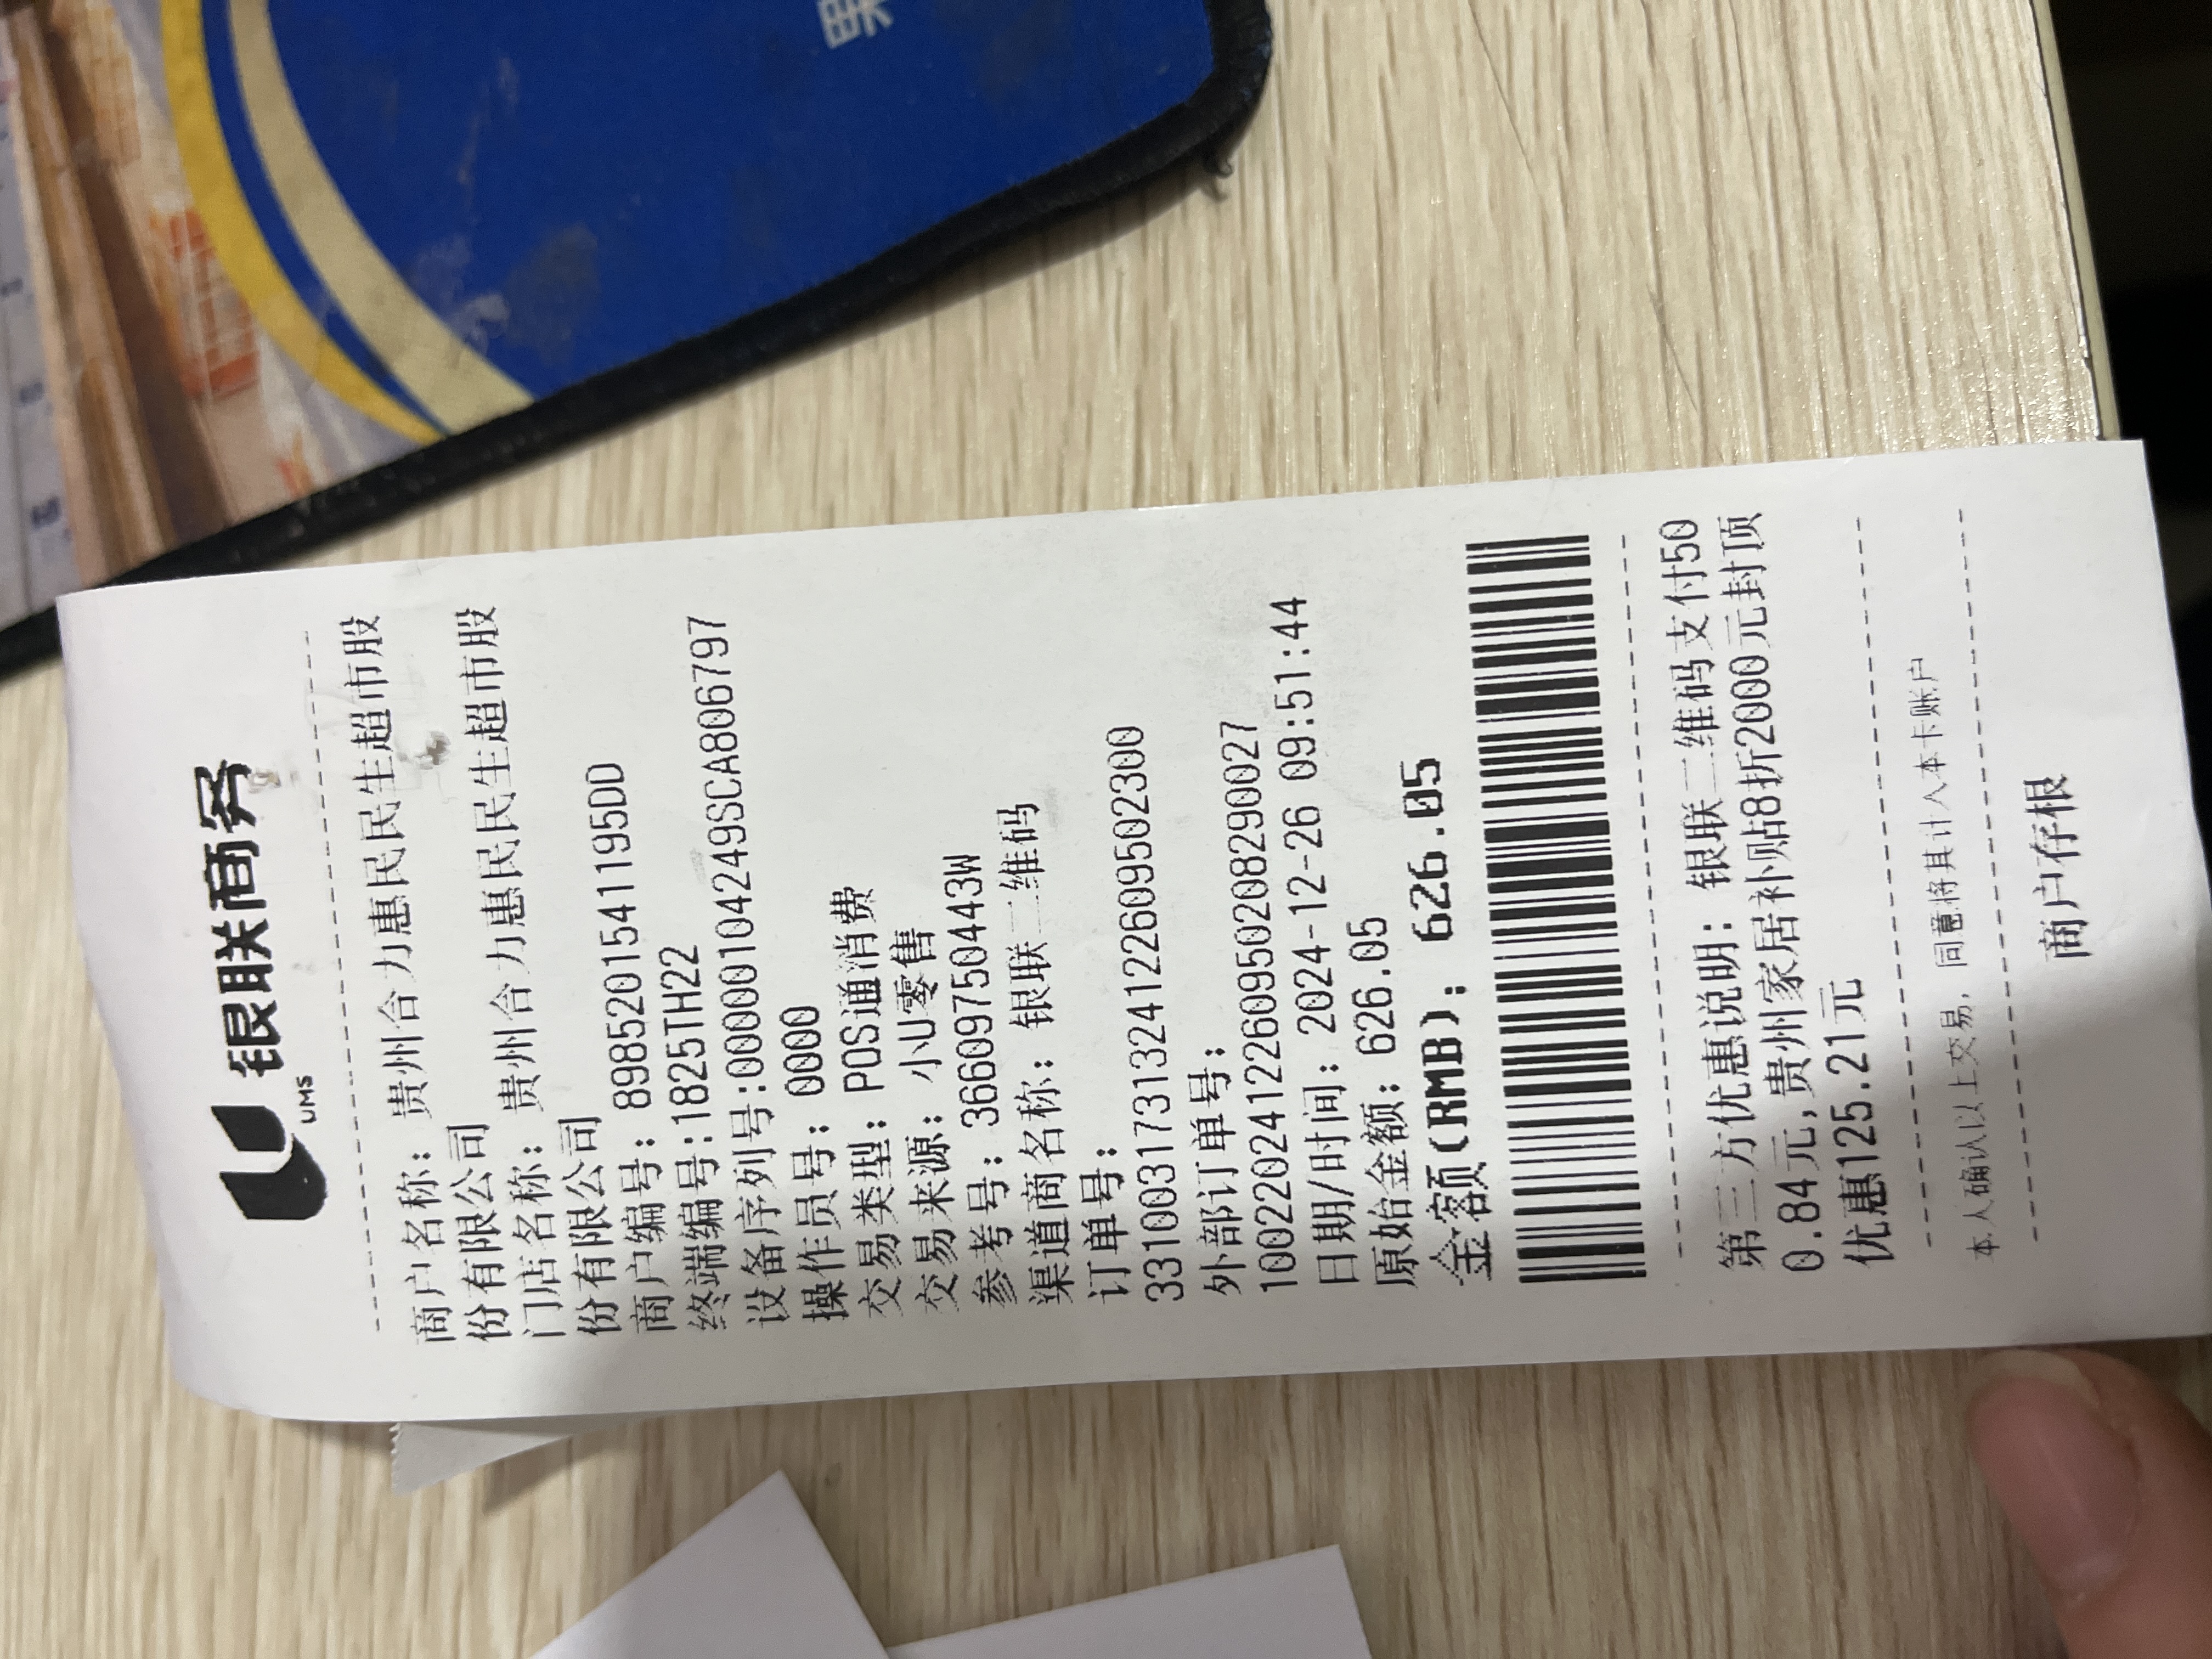 银联商务
UMS
商户名称: 贵州合力惠民民生超市股
份有限公司
门店名称: 贵州合力惠民民生超市股
份有限公司
商户编号: 8985201541195DD
终端编号:1825TH22
设备序列号:00000104249SCA806797
操作员号: 0000
交易类型: POS通消费
交易来源: 小U零售
参考号: 36609750443W
渠道商名称: 银联二维码
订单号:
3310031731324122609502300
外部订单号:
10022024122609502082900​27
日期/时间: 2024-12-26 09:51:44
原始金额: 626.05
金额(RMB): 626.05
第三方优惠说明: 银联二维码支付50
0.84元,贵州家居补贴8折2000元封顶
优惠125.21元
本人确认以上交易, 同意将其计入本卡账户
商户存根